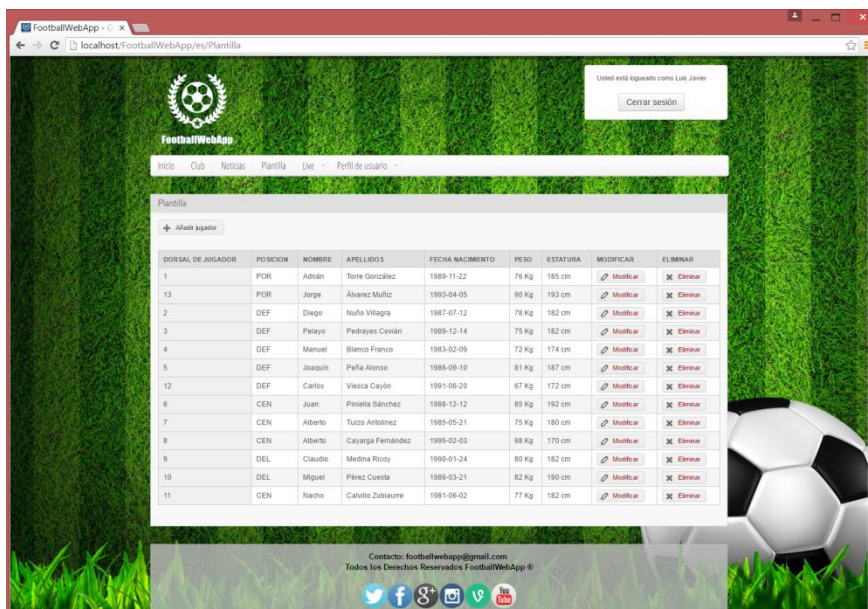 FootballWebApp - G
localhost/FootballWebApp/es/Plantilla
Usted está logueado como Luis Javier
Cerrar sesión
FootballWebApp
Inicio Club Noticias Plantilla Live Perfil de usuario
Plantilla
Añadir jugador
DORSAL DE JUGADOR POSICION NOMBRE APELLIDOS FECHA NACIMIENTO PESO ESTATURA MODIFICAR ELIMINAR
1 POR Adrián Torre González 1989-11-22 76 Kg 185 cm Modificar Eliminar
13 POR Jorge Álvarez Muñiz 1993-04-05 90 Kg 193 cm Modificar Eliminar
2 DEF Diego Nuño Villagra 1987-07-12 78 Kg 182 cm Modificar Eliminar
3 DEF Pelayo Pedrayes Covián 1989-12-14 75 Kg 182 cm Modificar Eliminar
4 DEF Manuel Blanco Franco 1983-02-09 72 Kg 174 cm Modificar Eliminar
5 DEF Joaquín Peña Alonso 1986-09-10 81 Kg 187 cm Modificar Eliminar
12 DEF Carlos Viesca Cayón 1991-06-20 67 Kg 172 cm Modificar Eliminar
6 CEN Juan Piniella Sánchez 1988-12-12 85 Kg 192 cm Modificar Eliminar
7 CEN Alberto Turzo Antolinez 1985-05-21 75 Kg 180 cm Modificar Eliminar
8 CEN Alberto Cayarga Fernández 1995-02-03 68 Kg 170 cm Modificar Eliminar
9 DEL Claudio Medina Ricoy 1990-01-24 80 Kg 182 cm Modificar Eliminar
10 DEL Miguel Pérez Cuesta 1986-03-21 82 Kg 190 cm Modificar Eliminar
11 CEN Nacho Calvillo Zubiaurre 1981-06-02 77 Kg 182 cm Modificar Eliminar
Contacto: footballwebapp@gmail.com
Todos los Derechos Reservados FootballWebApp ®
You
Tube